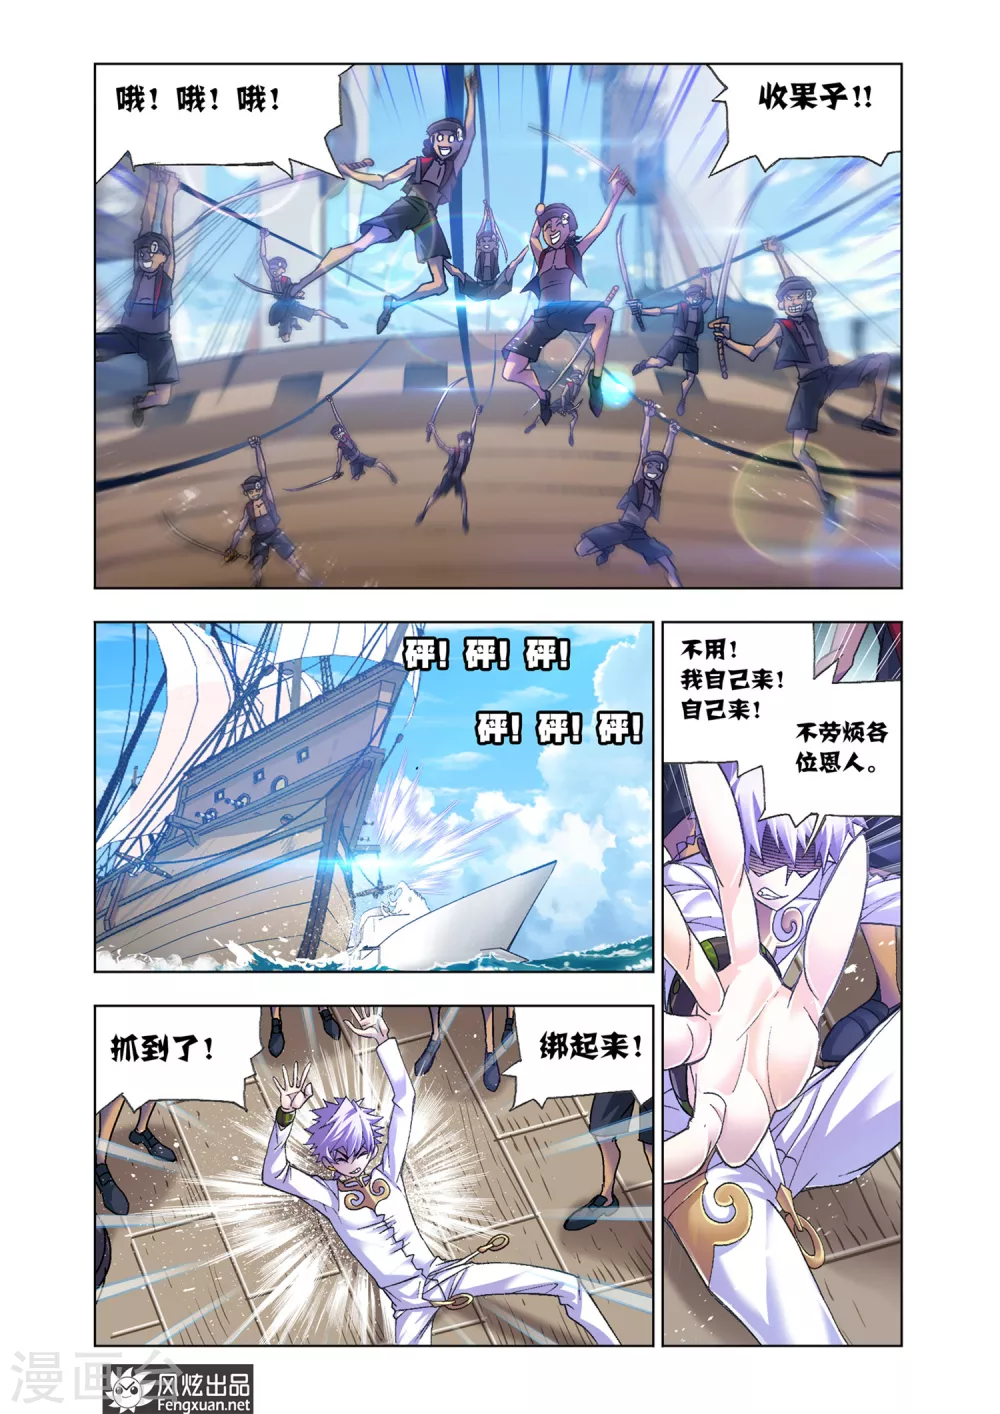 哦！哦！哦！
收果子！！
砰！砰！砰！
砰！砰！砰！
不用！
我自己来！
自己来！
不劳烦各
位恩人。
抓到了！
绑起来！
漫画台
风炫出品
Fengxuan.net